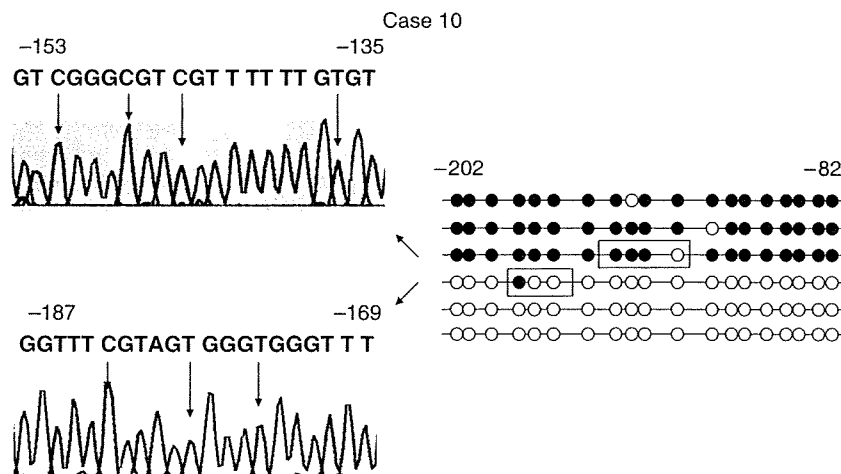 Case 10
−153 −135
GT CGGGCGT CGT T TT TT GTGT
−202 −82
−187 −169
GGTTT CGTAGT GGGTGGGT T T